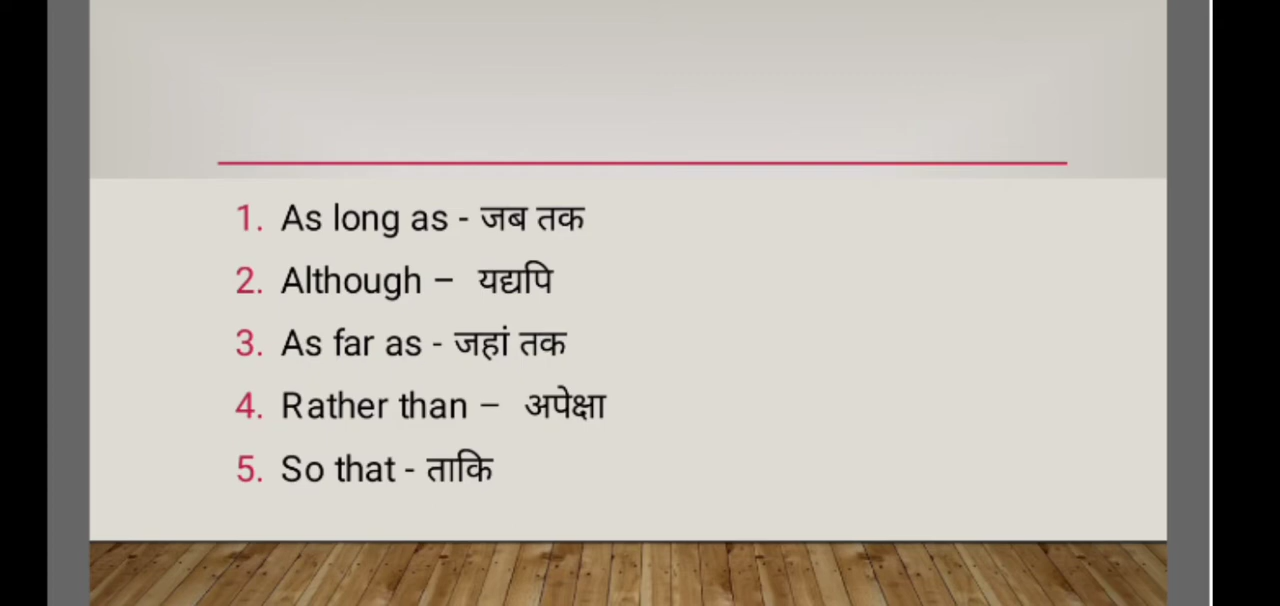 1. As long as - जब तक
2. Although – यद्यपि
3. As far as - जहां तक
4. Rather than – अपेक्षा
5. So that - ताकि